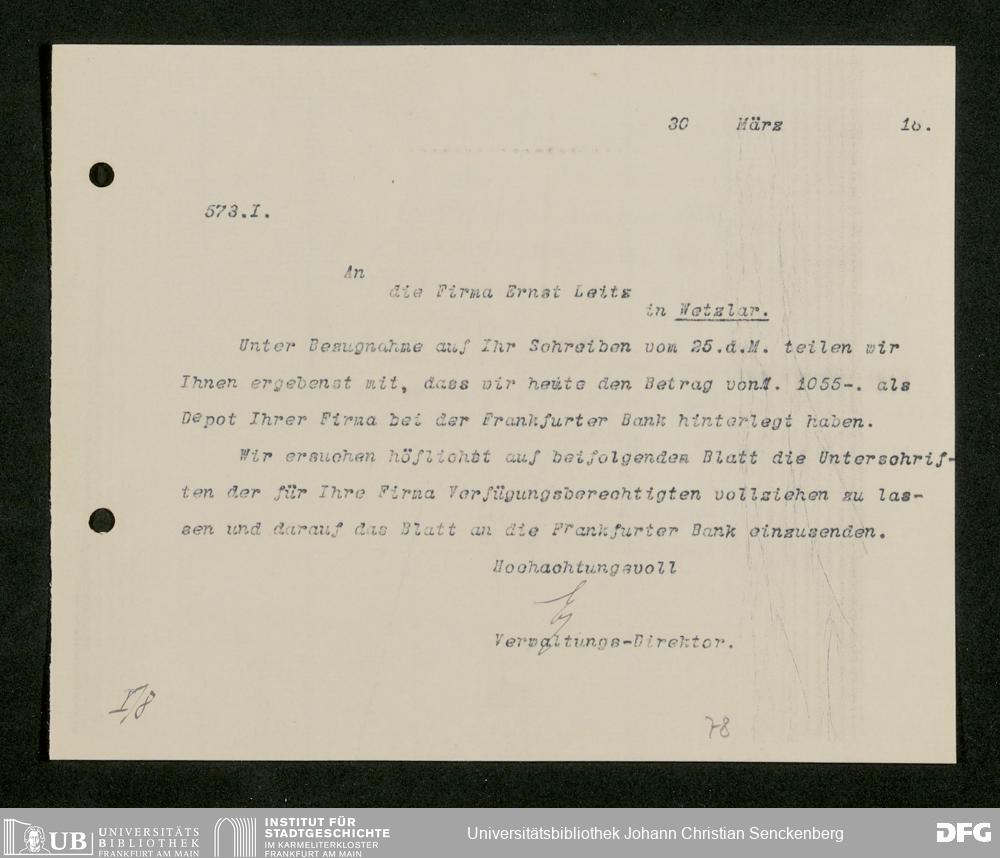 30 März 16.
573.I.
An
die Firma Ernst Leitz
in Wetzlar.
Unter Bezugnahme auf Ihr Schreiben vom 25.d.M. teilen wir
Ihnen ergebenst mit, dass wir heute den Betrag von M. 1055-. als
Depot Ihrer Firma bei der Frankfurter Bank hinterlegt haben.
Wir ersuchen höflichst auf beifolgendem Blatt die Unterschrif-
ten der für Ihre Firma Verfügungsberechtigten vollziehen zu las-
sen und darauf das Blatt an die Frankfurter Bank einzusenden.
Hochachtungsvoll
Verwaltungs-Direktor.
I/8
78
UB UNIVERSITÄTS
BIBLIOTHEK
FRANKFURT AM MAIN
INSTITUT FÜR
STADTGESCHICHTE
IM KARMELITERKLOSTER
FRANKFURT AM MAIN
Universitätsbibliothek Johann Christian Senckenberg
DFG